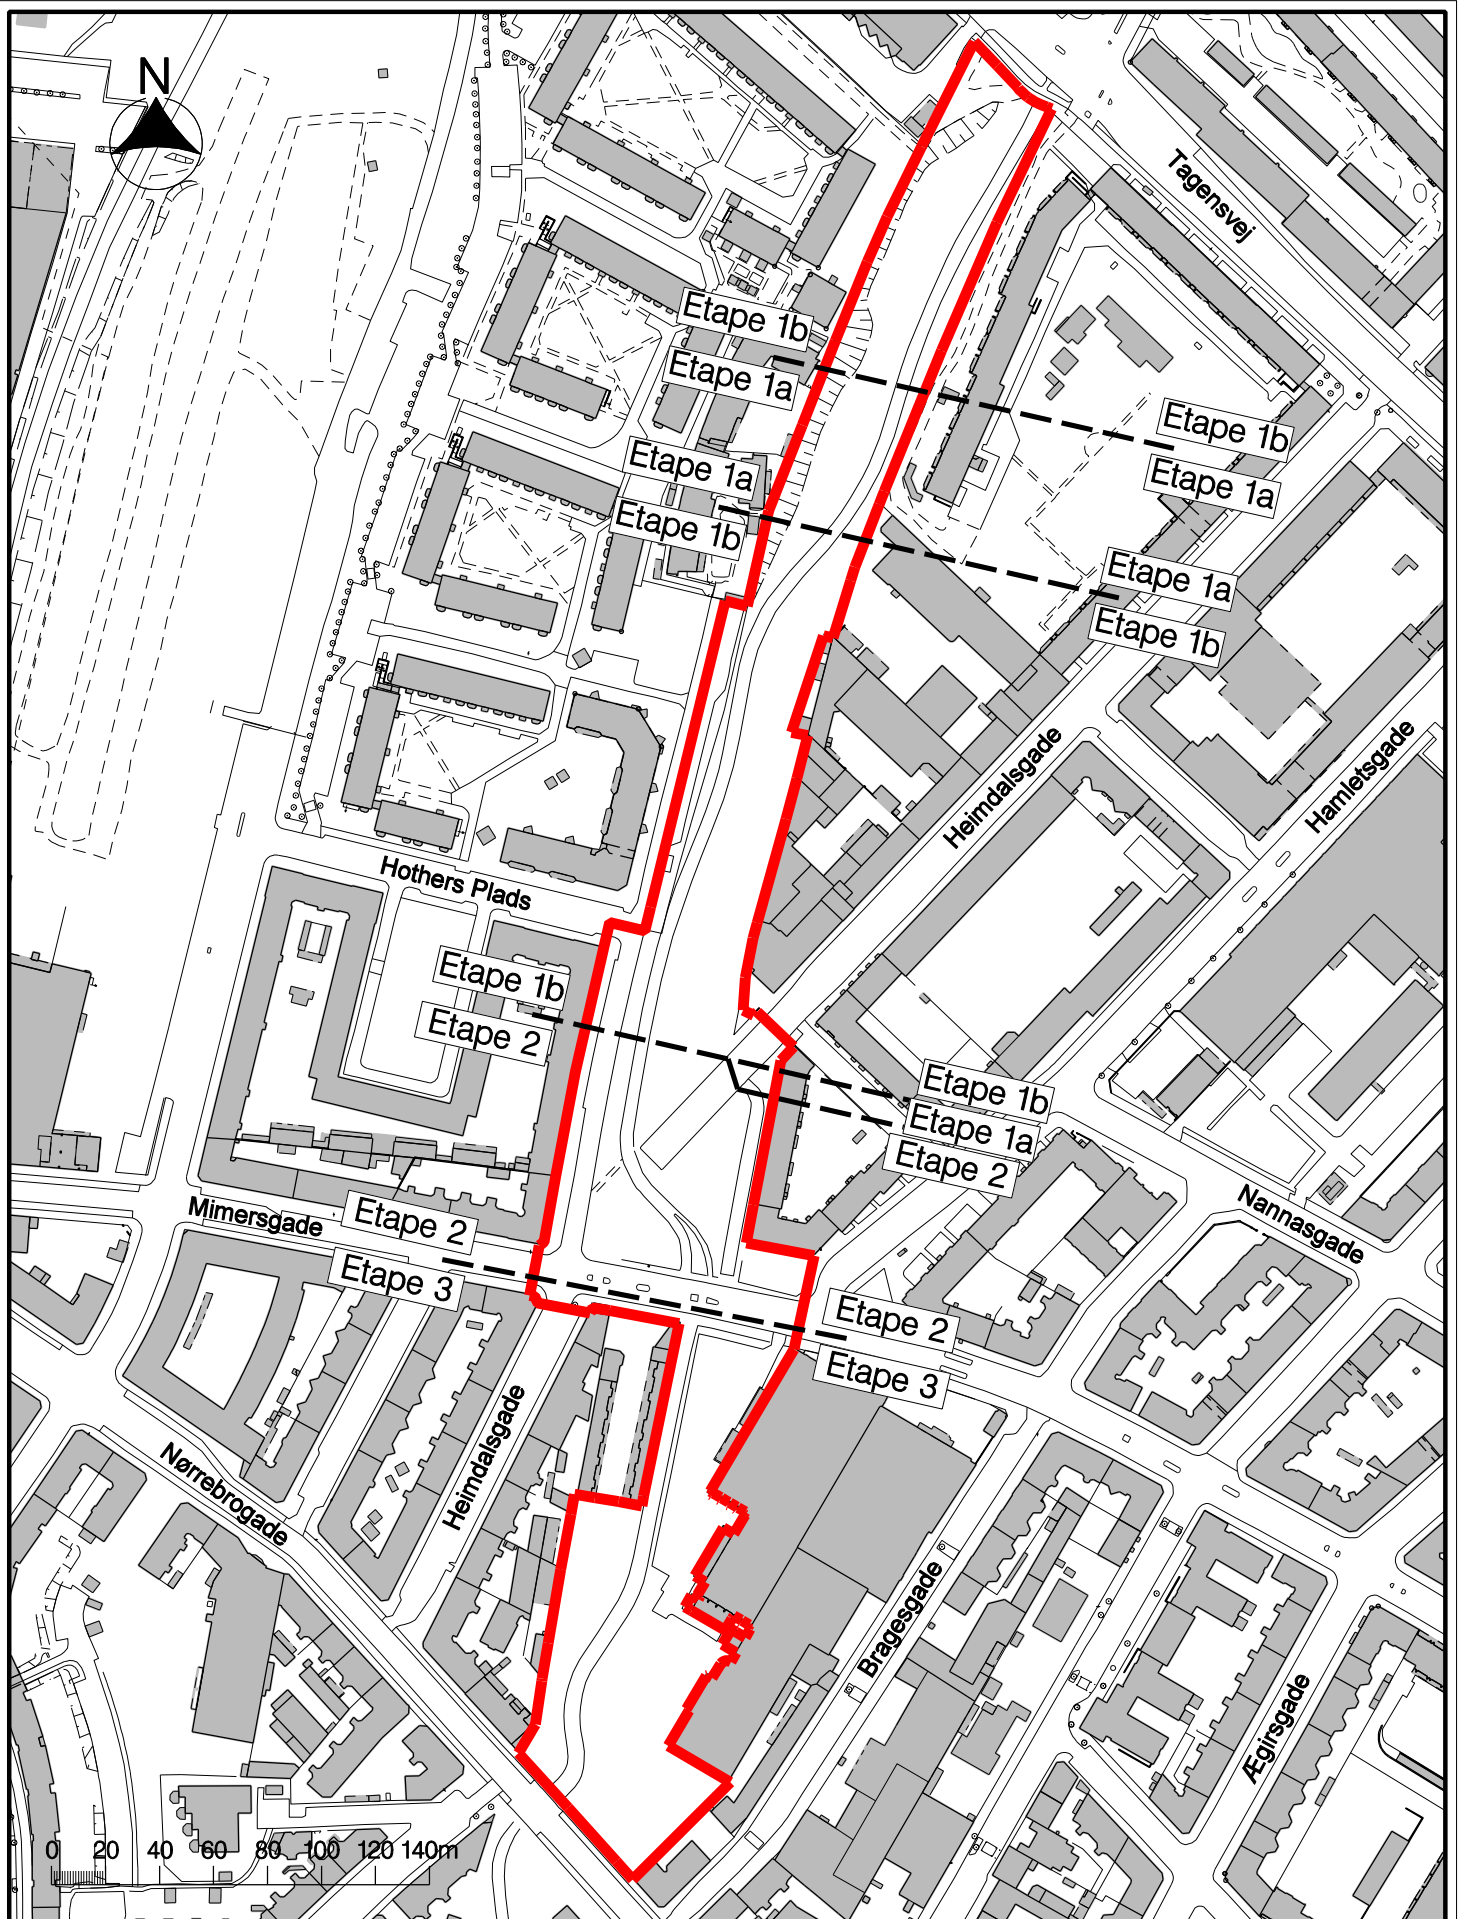 N
Tagensvej
Etape 1b
Etape 1a
Etape 1b
Etape 1a
Etape 1a
Etape 1b
Etape 1a
Etape 1b
Heimdalsgade
Hamletsgade
Hothers Plads
Etape 1b
Etape 2
Etape 1b
Etape 1a
Etape 2
Nannasgade
Mimersgade
Etape 2
Etape 3
Etape 2
Etape 3
Heimdalsgade
Nørrebrogade
Bragesgade
Ægirsgade
0 20 40 60 80 100 120 140m